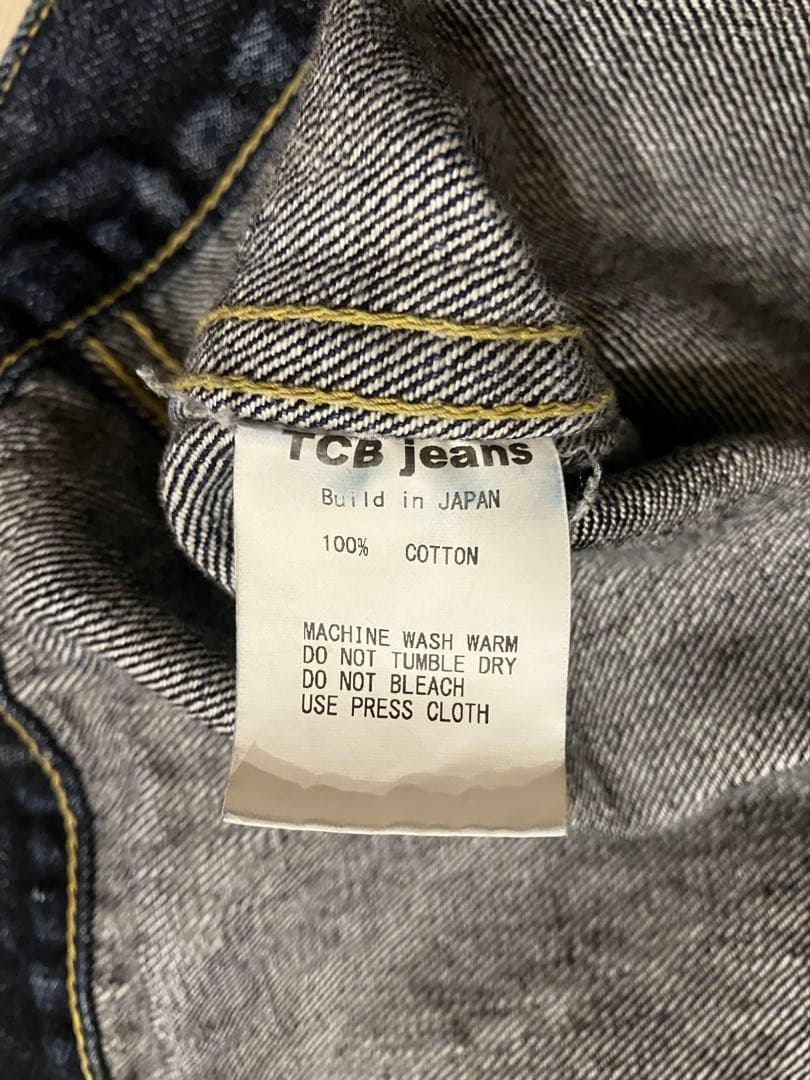 TCB jeans
Build in JAPAN
100% COTTON
MACHINE WASH WARM
DO NOT TUMBLE DRY
DO NOT BLEACH
USE PRESS CLOTH